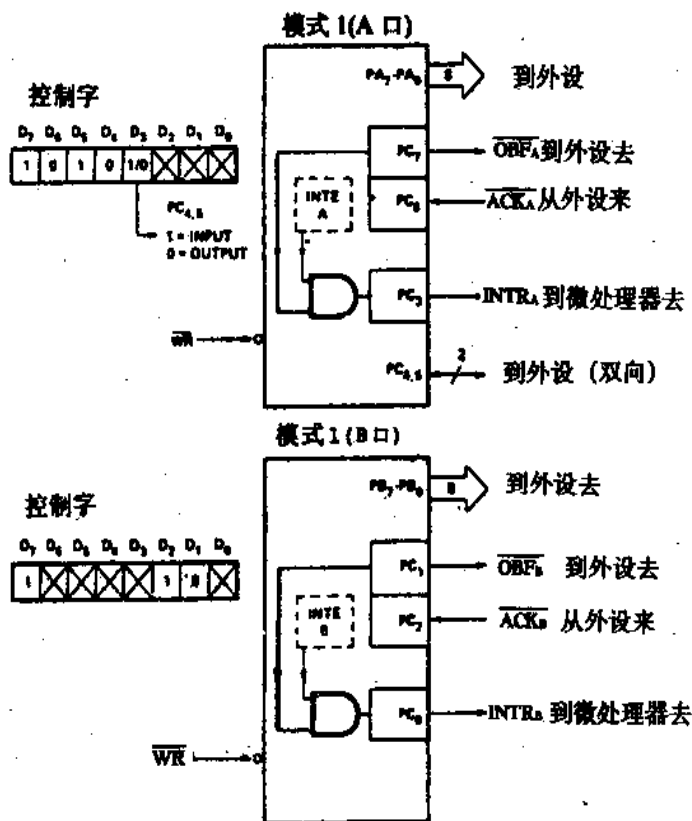 模式 1(A 口)
PA7-PA0 8 到外设
控制字
D7 D6 D5 D4 D3 D2 D1 D0
1 0 1 0 1/0
PC4,5
1 = INPUT
0 = OUTPUT
PC7 OBFA到外设去
INTE A
PC6 ACKA从外设来
PC3 INTRA到微处理器去
WR
PC4,5 2 到外设（双向）
模式 1 (B 口)
PB7-PB0 8 到外设去
控制字
D7 D6 D5 D4 D3 D2 D1 D0
1 1 0
PC1 OBFB 到外设去
INTE B
PC2 ACKB 从外设来
PC0 INTRB到微处理器去
WR